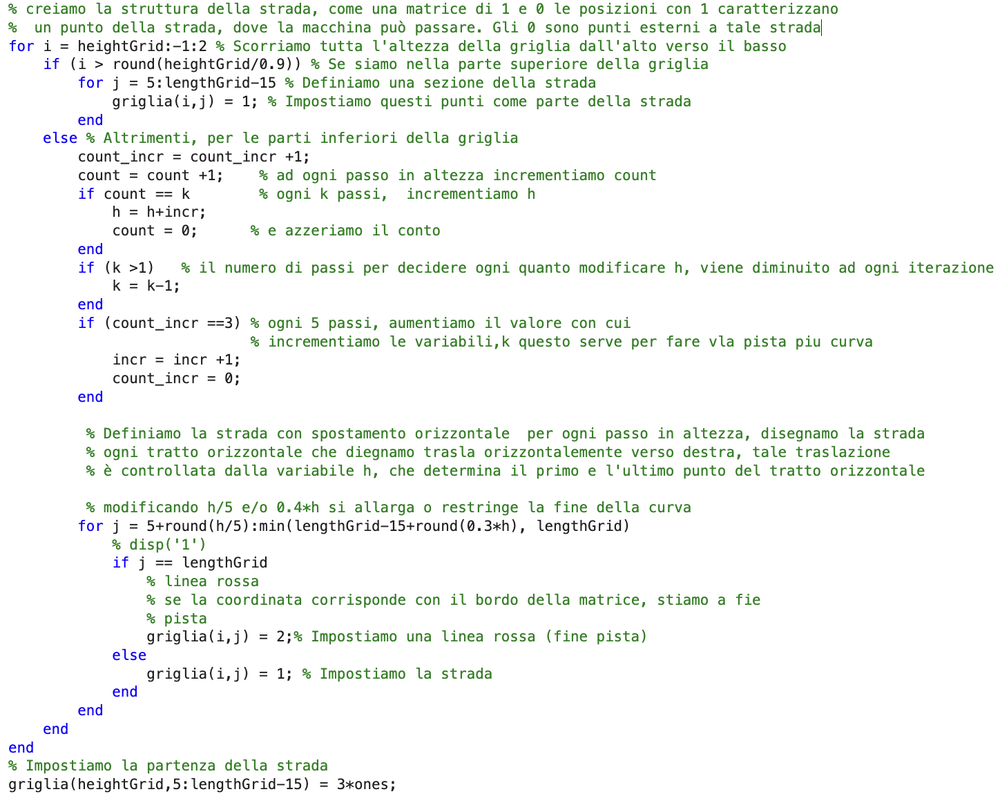 % creiamo la struttura della strada, come una matrice di 1 e 0 le posizioni con 1 caratterizzano
%  un punto della strada, dove la macchina può passare. Gli 0 sono punti esterni a tale strada
for i = heightGrid:-1:2 % Scorriamo tutta l'altezza della griglia dall'alto verso il basso
    if (i > round(heightGrid/0.9)) % Se siamo nella parte superiore della griglia
        for j = 5:lengthGrid-15 % Definiamo una sezione della strada
            griglia(i,j) = 1; % Impostiamo questi punti come parte della strada
        end
    else % Altrimenti, per le parti inferiori della griglia
        count_incr = count_incr +1;
        count = count +1;    % ad ogni passo in altezza incrementiamo count
        if count == k        % ogni k passi,  incrementiamo h
            h = h+incr;
            count = 0;      % e azzeriamo il conto
        end
        if (k >1)   % il numero di passi per decidere ogni quanto modificare h, viene diminuito ad ogni iterazione
            k = k-1;
        end
        if (count_incr ==3) % ogni 5 passi, aumentiamo il valore con cui
                            % incrementiamo le variabili,k questo serve per fare vla pista piu curva
            incr = incr +1;
            count_incr = 0;
        end

         % Definiamo la strada con spostamento orizzontale  per ogni passo in altezza, disegnamo la strada
         % ogni tratto orizzontale che diegnamo trasla orizzontalemente verso destra, tale traslazione
         % è controllata dalla variabile h, che determina il primo e l'ultimo punto del tratto orizzontale

         % modificando h/5 e/o 0.4*h si allarga o restringe la fine della curva
        for j = 5+round(h/5):min(lengthGrid-15+round(0.3*h), lengthGrid)
            % disp('1')
            if j == lengthGrid
                % linea rossa
                % se la coordinata corrisponde con il bordo della matrice, stiamo a fie
                % pista
                griglia(i,j) = 2;% Impostiamo una linea rossa (fine pista)
            else
                griglia(i,j) = 1; % Impostiamo la strada
            end
        end
    end
end
% Impostiamo la partenza della strada
griglia(heightGrid,5:lengthGrid-15) = 3*ones;